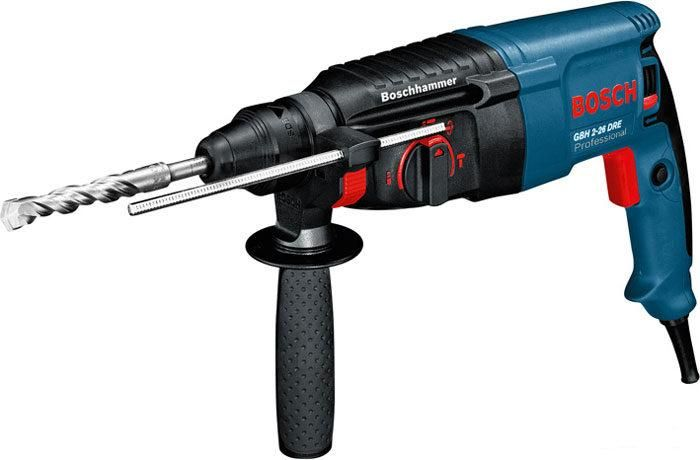 Boschhammer
BOSCH
GBH 2-26 DRE
Professional